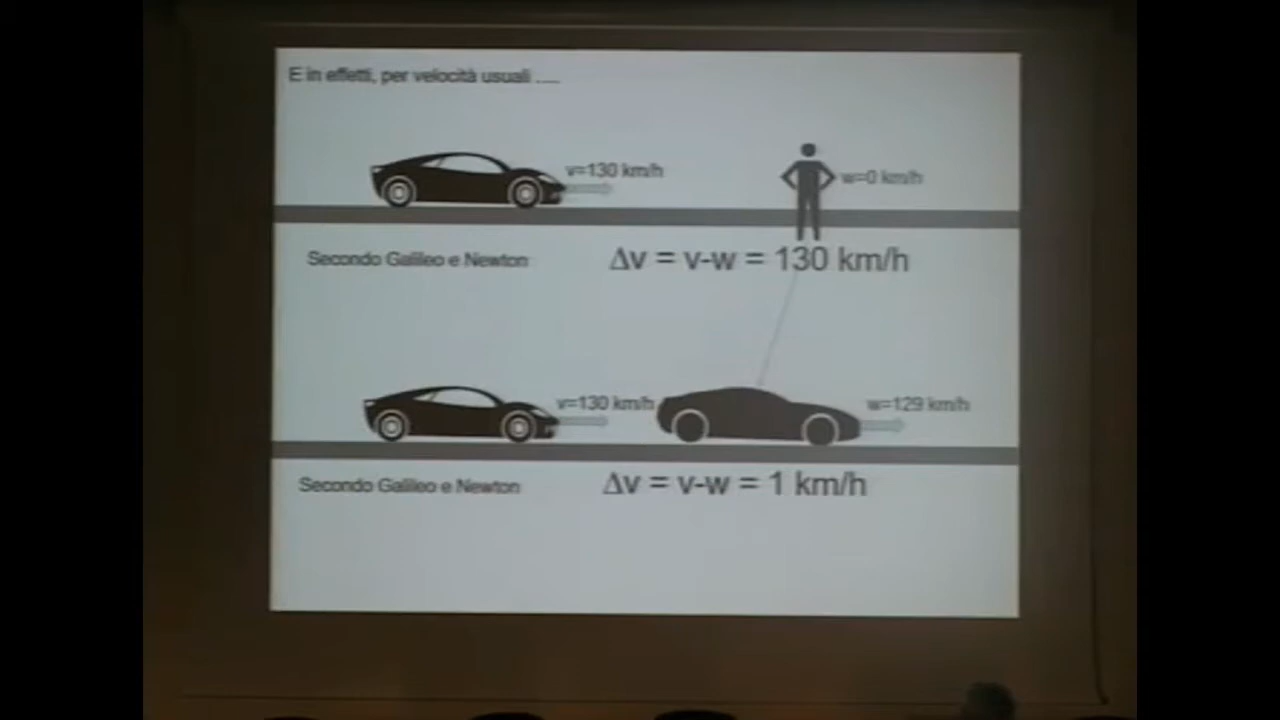 E in effetti, per velocità usuali .....
v=130 km/h
w=0 km/h
Secondo Galileo e Newton
Δv = v-w = 130 km/h
v=130 km/h
w=129 km/h
Secondo Galileo e Newton
Δv = v-w = 1 km/h